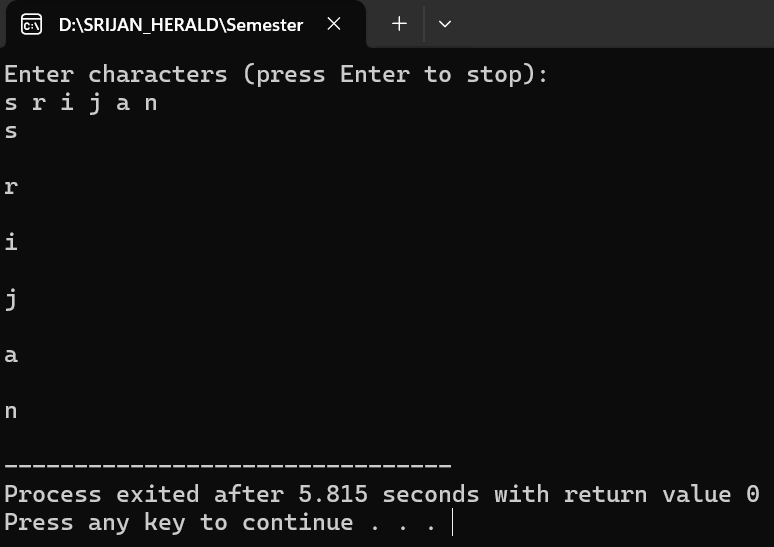 D:\SRIJAN_HERALD\Semester
Enter characters (press Enter to stop):
s r i j a n
s
r
i
j
a
n
--------------------------------
Process exited after 5.815 seconds with return value 0
Press any key to continue . . .